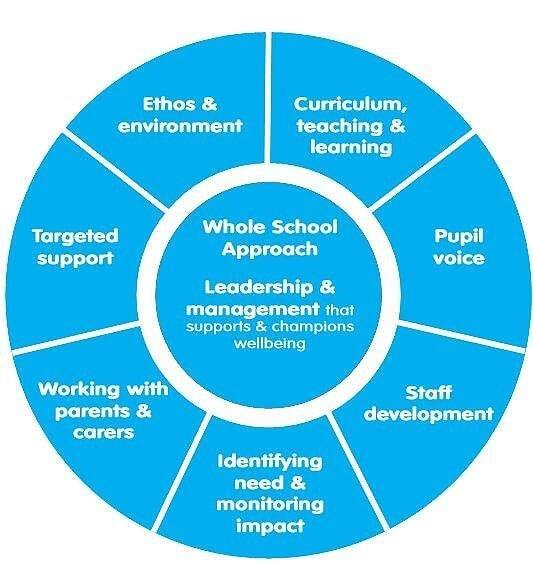 Ethos &
environment
Curriculum,
teaching &
learning
Pupil
voice
Staff
development
Identifying
need &
monitoring
impact
Working with
parents &
carers
Targeted
support
Whole School
Approach
Leadership &
management that
supports & champions
wellbeing